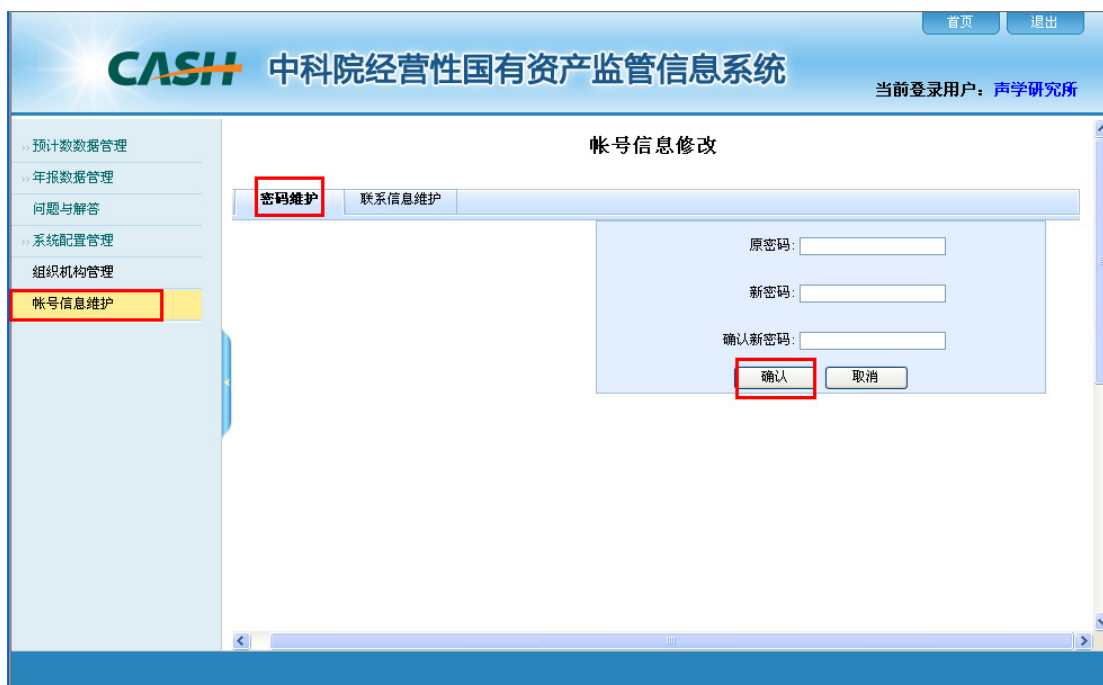 首页 退出
CASH 中科院经营性国有资产监管信息系统
当前登录用户：声学研究所
预计数数据管理
年报数据管理
问题与解答
系统配置管理
组织机构管理
帐号信息维护
帐号信息修改
密码维护 联系信息维护
原密码:
新密码:
确认新密码:
确认 取消